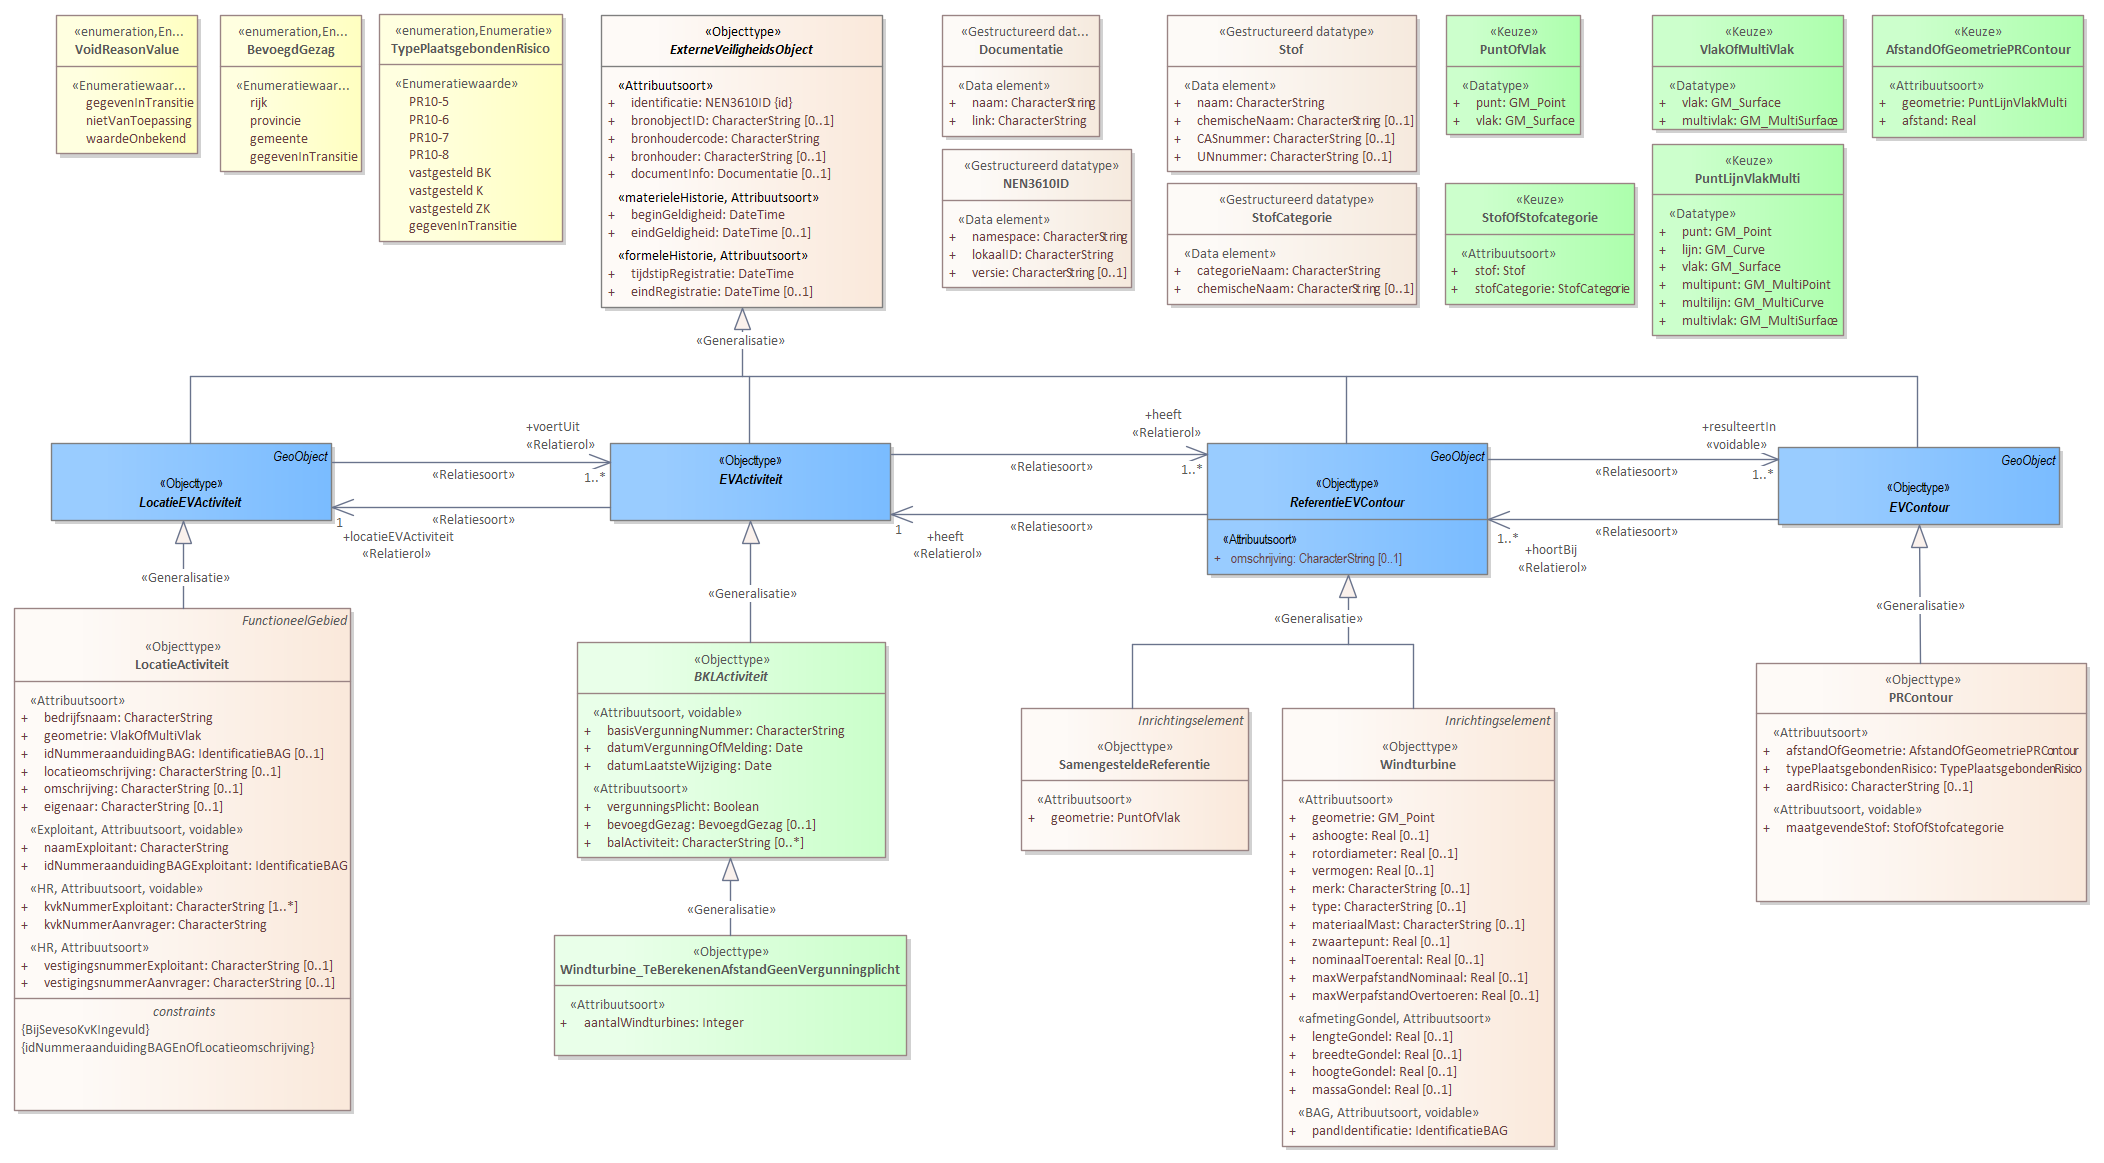 «enumeration,En...
VoidReasonValue
«Enumeratiewaar...
gegevenInTransitie
nietVanToepassing
waardeOnbekend
«enumeration,En...
BevoegdGezag
«Enumeratiewaar...
rijk
provincie
gemeente
gegevenInTransitie
«enumeration,Enumeratie»
TypePlaatsgebondenRisico
«Enumeratiewaarde»
PR10-5
PR10-6
PR10-7
PR10-8
vastgesteld BK
vastgesteld K
vastgesteld ZK
gegevenInTransitie
«Objecttype»
ExterneVeiligheidsObject
«Attribuutsoort»
+ identificatie: NEN3610ID {id}
+ bronobjectID: CharacterString [0..1]
+ bronhoudercode: CharacterString
+ bronhouder: CharacterString [0..1]
+ documentInfo: Documentatie [0..1]
«materieleHistorie, Attribuutsoort»
+ beginGeldigheid: DateTime
+ eindGeldigheid: DateTime [0..1]
«formeleHistorie, Attribuutsoort»
+ tijdstipRegistratie: DateTime
+ eindRegistratie: DateTime [0..1]
«Gestructureerd dat...
Documentatie
«Data element»
+ naam: CharacterString
+ link: CharacterString
«Gestructureerd datatype»
NEN3610ID
«Data element»
+ namespace: CharacterString
+ lokaalID: CharacterString
+ versie: CharacterString [0..1]
«Gestructureerd datatype»
Stof
«Data element»
+ naam: CharacterString
+ chemischeNaam: CharacterString [0..1]
+ CASnummer: CharacterString [0..1]
+ UNnummer: CharacterString [0..1]
«Gestructureerd datatype»
StofCategorie
«Data element»
+ categorieNaam: CharacterString
+ chemischeNaam: CharacterString [0..1]
«Keuze»
PuntOfVlak
«Datatype»
+ punt: GM_Point
+ vlak: GM_Surface
«Keuze»
StofOfStofcategorie
«Attribuutsoort»
+ stof: Stof
+ stofCategorie: StofCategorie
«Keuze»
VlakOfMultiVlak
«Datatype»
+ vlak: GM_Surface
+ multivlak: GM_MultiSurface
«Keuze»
PuntLijnVlakMulti
«Datatype»
+ punt: GM_Point
+ lijn: GM_Curve
+ vlak: GM_Surface
+ multipunt: GM_MultiPoint
+ multilijn: GM_MultiCurve
+ multivlak: GM_MultiSurface
«Keuze»
AfstandOfGeometriePRContour
«Attribuutsoort»
+ geometrie: PuntLijnVlakMulti
+ afstand: Real
«Generalisatie»
GeoObject
«Objecttype»
LocatieEVActiviteit
+voertUit
«Relatierol»
«Relatiesoort»
1..*
«Relatiesoort»
1
+locatieEVActiviteit
«Relatierol»
«Objecttype»
EVActiviteit
+heeft
«Relatierol»
«Relatiesoort»
1..*
«Relatiesoort»
1
+heeft
«Relatierol»
GeoObject
«Objecttype»
ReferentieEVContour
«Attribuutsoort»
+ omschrijving: CharacterString [0..1]
+resulteertIn
«voidable»
«Relatiesoort»
1..*
«Relatiesoort»
1..*
+hoortBij
«Relatierol»
GeoObject
«Objecttype»
EVContour
«Generalisatie»
«Generalisatie»
«Generalisatie»
«Generalisatie»
FunctioneelGebied
«Objecttype»
LocatieActiviteit
«Attribuutsoort»
+ bedrijfsnaam: CharacterString
+ geometrie: VlakOfMultiVlak
+ idNummeraanduidingBAG: IdentificatieBAG [0..1]
+ locatieomschrijving: CharacterString [0..1]
+ omschrijving: CharacterString [0..1]
+ eigenaar: CharacterString [0..1]
«Exploitant, Attribuutsoort, voidable»
+ naamExploitant: CharacterString
+ idNummeraanduidingBAGExploitant: IdentificatieBAG
«HR, Attribuutsoort, voidable»
+ kvkNummerExploitant: CharacterString [1..*]
+ kvkNummerAanvrager: CharacterString
«HR, Attribuutsoort»
+ vestigingsnummerExploitant: CharacterString [0..1]
+ vestigingsnummerAanvrager: CharacterString [0..1]
constraints
{BijSevesoKvKIngevuld}
{idNummeraanduidingBAGEnOfLocatieomschrijving}
«Objecttype»
BKLActiviteit
«Attribuutsoort, voidable»
+ basisVergunningNummer: CharacterString
+ datumVergunningOfMelding: Date
+ datumLaatsteWijziging: Date
«Attribuutsoort»
+ vergunningsPlicht: Boolean
+ bevoegdGezag: BevoegdGezag [0..1]
+ balActiviteit: CharacterString [0..*]
«Generalisatie»
«Objecttype»
Windturbine_TeBerekenenAfstandGeenVergunningplicht
«Attribuutsoort»
+ aantalWindturbines: Integer
Inrichtingselement
«Objecttype»
SamengesteldeReferentie
«Attribuutsoort»
+ geometrie: PuntOfVlak
Inrichtingselement
«Objecttype»
Windturbine
«Attribuutsoort»
+ geometrie: GM_Point
+ ashoogte: Real [0..1]
+ rotordiameter: Real [0..1]
+ vermogen: Real [0..1]
+ merk: CharacterString [0..1]
+ type: CharacterString [0..1]
+ materiaalMast: CharacterString [0..1]
+ zwaartepunt: Real [0..1]
+ nominaalToerental: Real [0..1]
+ maxWerpafstandNominaal: Real [0..1]
+ maxWerpafstandOvertoeren: Real [0..1]
«afmetingGondel, Attribuutsoort»
+ lengteGondel: Real [0..1]
+ breedteGondel: Real [0..1]
+ hoogteGondel: Real [0..1]
+ massaGondel: Real [0..1]
«BAG, Attribuutsoort, voidable»
+ pandIdentificatie: IdentificatieBAG
«Objecttype»
PRContour
«Attribuutsoort»
+ afstandOfGeometrie: AfstandOfGeometriePRContour
+ typePlaatsgebondenRisico: TypePlaatsgebondenRisico
+ aardRisico: CharacterString [0..1]
«Attribuutsoort, voidable»
+ maatgevendeStof: StofOfStofcategorie